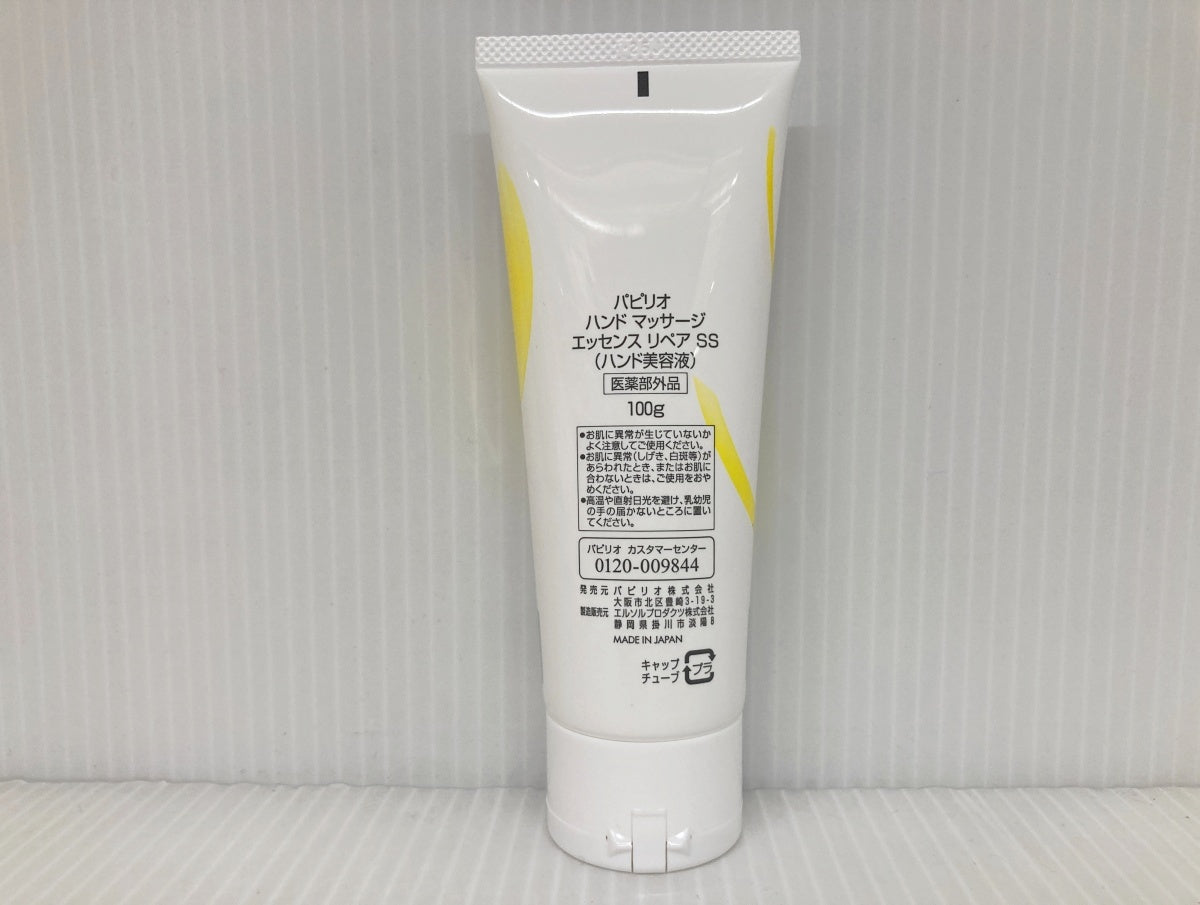 パピリオ
ハンド マッサージ
エッセンス リペア SS
(ハンド美容液)
医薬部外品
100g
●お肌に異常が生じていないか
よく注意してご使用ください。
●お肌に異常(しげき、白斑等)が
あらわれたとき、またはお肌に
合わないときは、ご使用をおや
めください。
●高温や直射日光を避け、乳幼児
の手の届かないところに置い
てください。
パピリオ カスタマーセンター
0120-009844
発売元 パピリオ株式会社
大阪市北区豊崎3-19-3
製造販売元 エルソルプロダクツ株式会社
静岡県掛川市淡陽8
MADE IN JAPAN
キャップ
チューブ
プラ